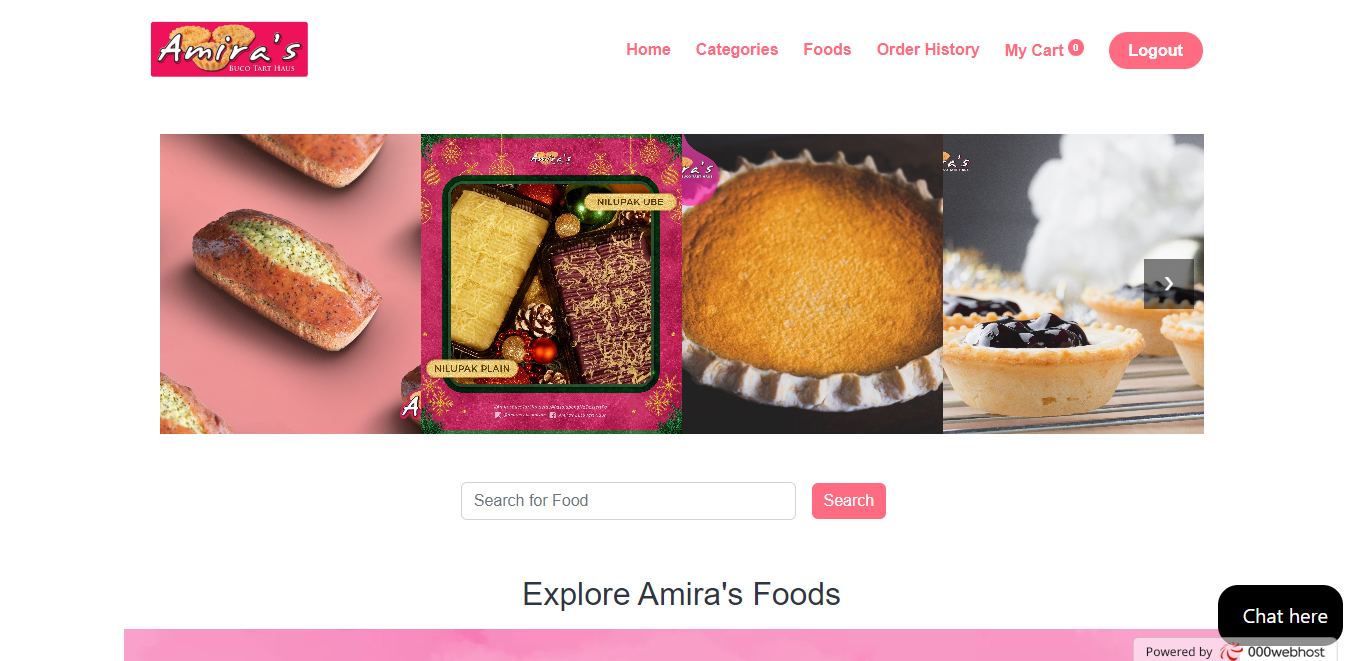 Amira's
BUCO TART HAUS
Home
Categories
Foods
Order History
My Cart 0
Logout
Amira's
NILUPAK UBE
NILUPAK PLAIN
›
Search for Food
Search
Explore Amira's Foods
Chat here
Powered by 000webhost